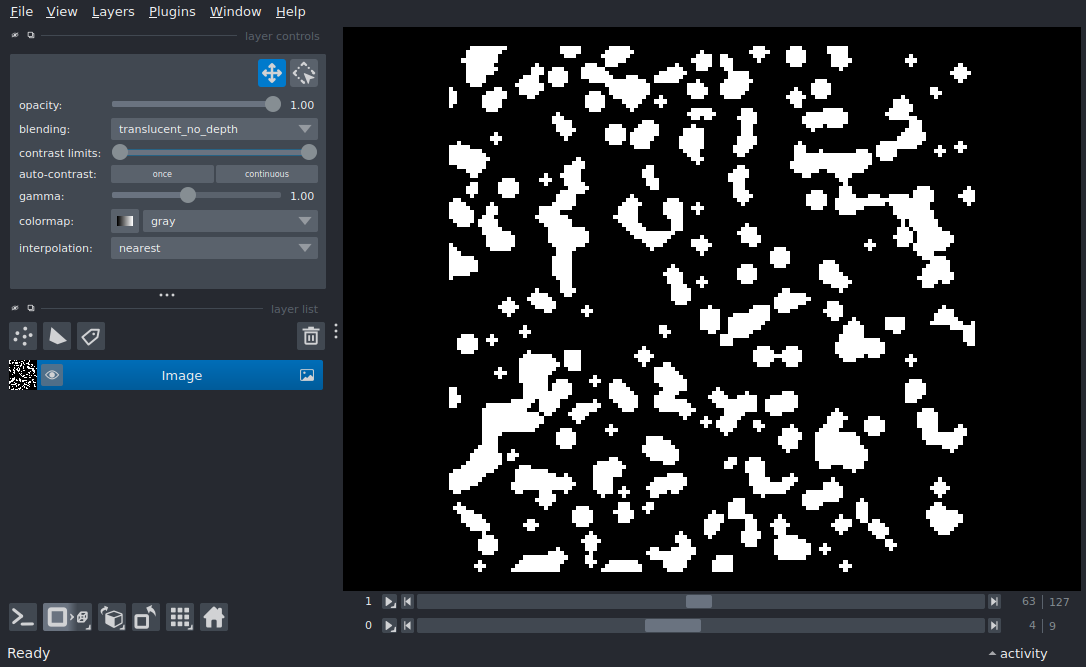 File View Layers Plugins Window Help
layer controls
opacity: 1.00
blending: translucent_no_depth
contrast limits:
auto-contrast: once continuous
gamma: 1.00
colormap: gray
interpolation: nearest
layer list
Image
1 63 127
0 4 9
Ready activity